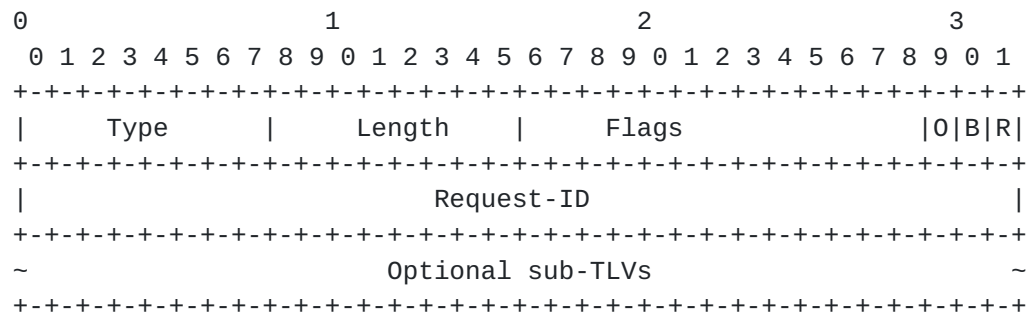 0                   1                   2                   3
 0 1 2 3 4 5 6 7 8 9 0 1 2 3 4 5 6 7 8 9 0 1 2 3 4 5 6 7 8 9 0 1
+-+-+-+-+-+-+-+-+-+-+-+-+-+-+-+-+-+-+-+-+-+-+-+-+-+-+-+-+-+-+-+-+
|     Type      |     Length    |     Flags               |O|B|R|
+-+-+-+-+-+-+-+-+-+-+-+-+-+-+-+-+-+-+-+-+-+-+-+-+-+-+-+-+-+-+-+-+
|                          Request-ID                           |
+-+-+-+-+-+-+-+-+-+-+-+-+-+-+-+-+-+-+-+-+-+-+-+-+-+-+-+-+-+-+-+-+
~                       Optional sub-TLVs                       ~
+-+-+-+-+-+-+-+-+-+-+-+-+-+-+-+-+-+-+-+-+-+-+-+-+-+-+-+-+-+-+-+-+